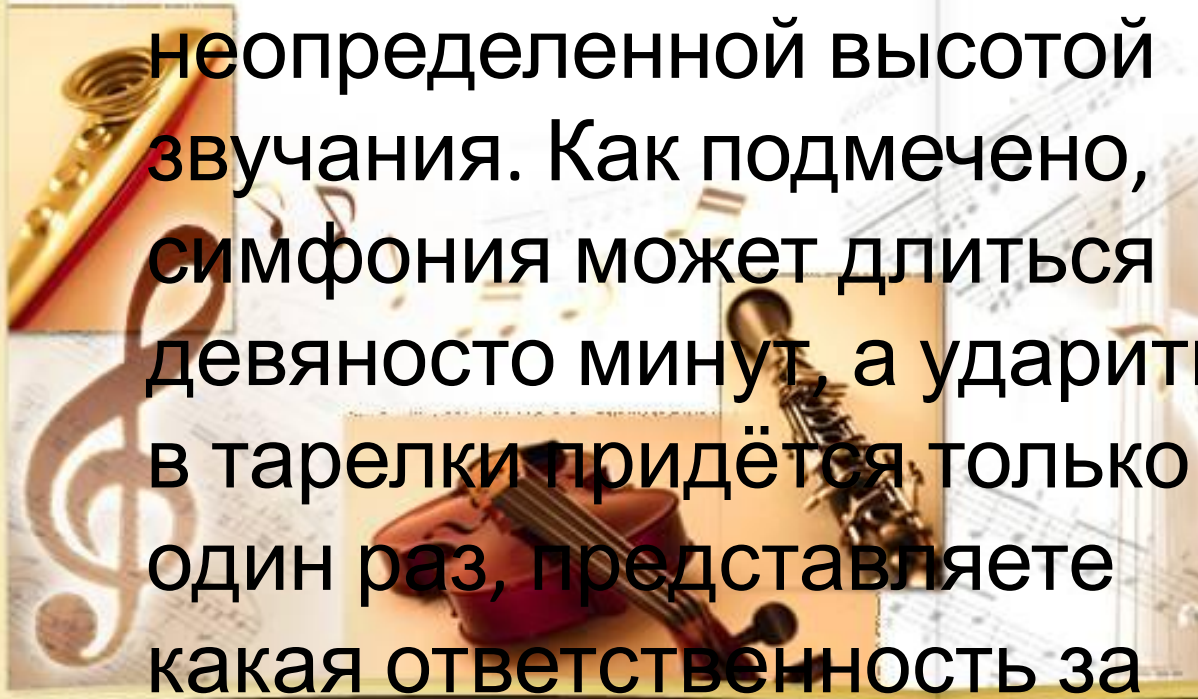 неопределенной высотой
звучания. Как подмечено,
симфония может длиться
девяносто минут, а ударить
в тарелки придётся только
один раз, представляете
какая ответственность за